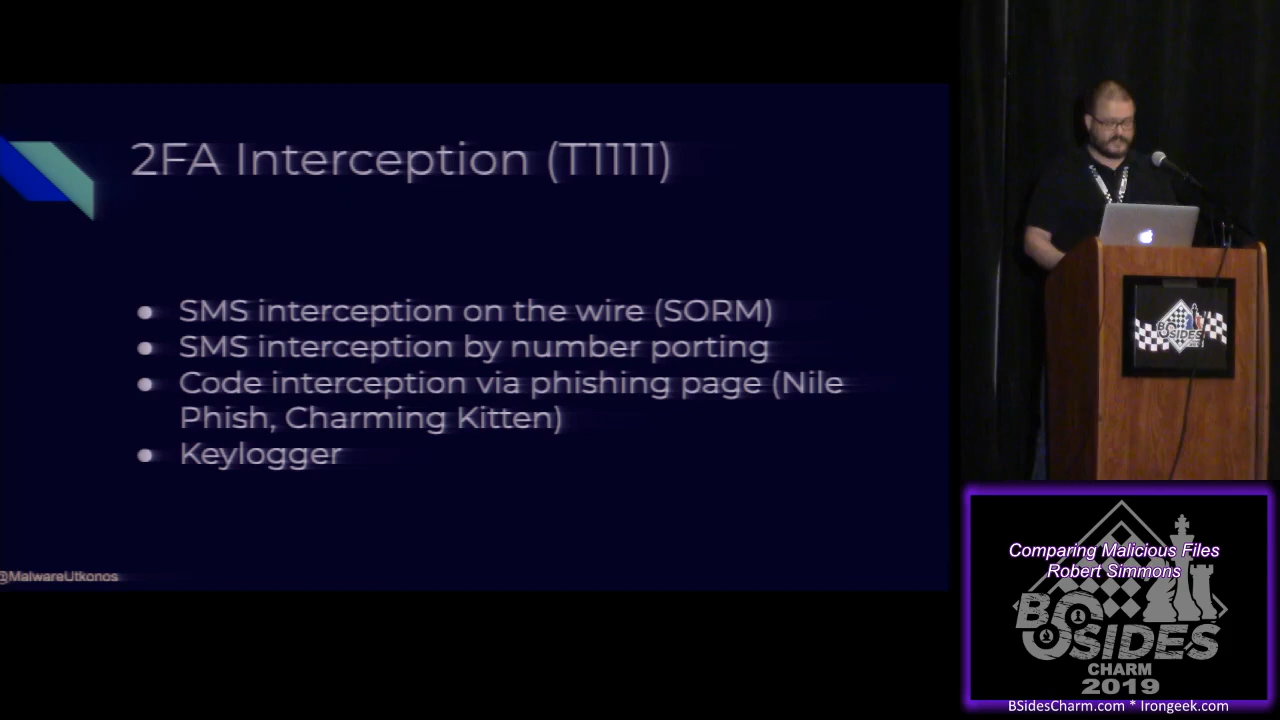 2FA Interception (T1111)
● SMS interception on the wire (SORM)
● SMS interception by number porting
● Code interception via phishing page (Nile
Phish, Charming Kitten)
● Keylogger
@MalwareUtkonos
BSIDES
Comparing Malicious Files
Robert Simmons
BSIDES
CHARM
2019
BSidesCharm.com * Irongeek.com